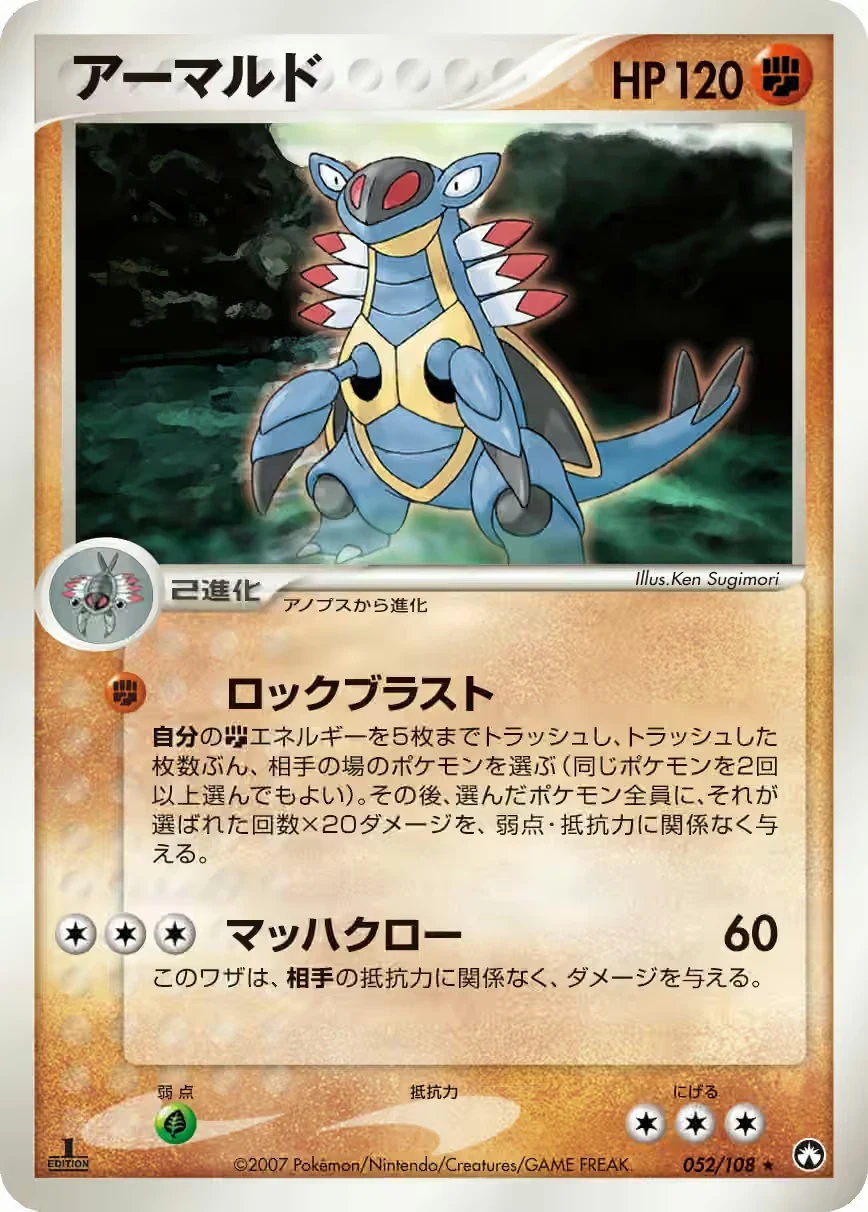 アーマルド
HP 120
Illus.Ken Sugimori
己進化
アノプスから進化
ロックブラスト
自分のエネルギーを5枚までトラッシュし、トラッシュした
枚数ぶん、相手の場のポケモンを選ぶ(同じポケモンを2回
以上選んでもよい)。その後、選んだポケモン全員に、それが
選ばれた回数×20ダメージを、弱点・抵抗力に関係なく与
える。
マッハクロー 60
このワザは、相手の抵抗力に関係なく、ダメージを与える。
弱点 抵抗力 にげる
1
EDITION
©2007 Pokémon/Nintendo/Creatures/GAME FREAK.
052/108 ★